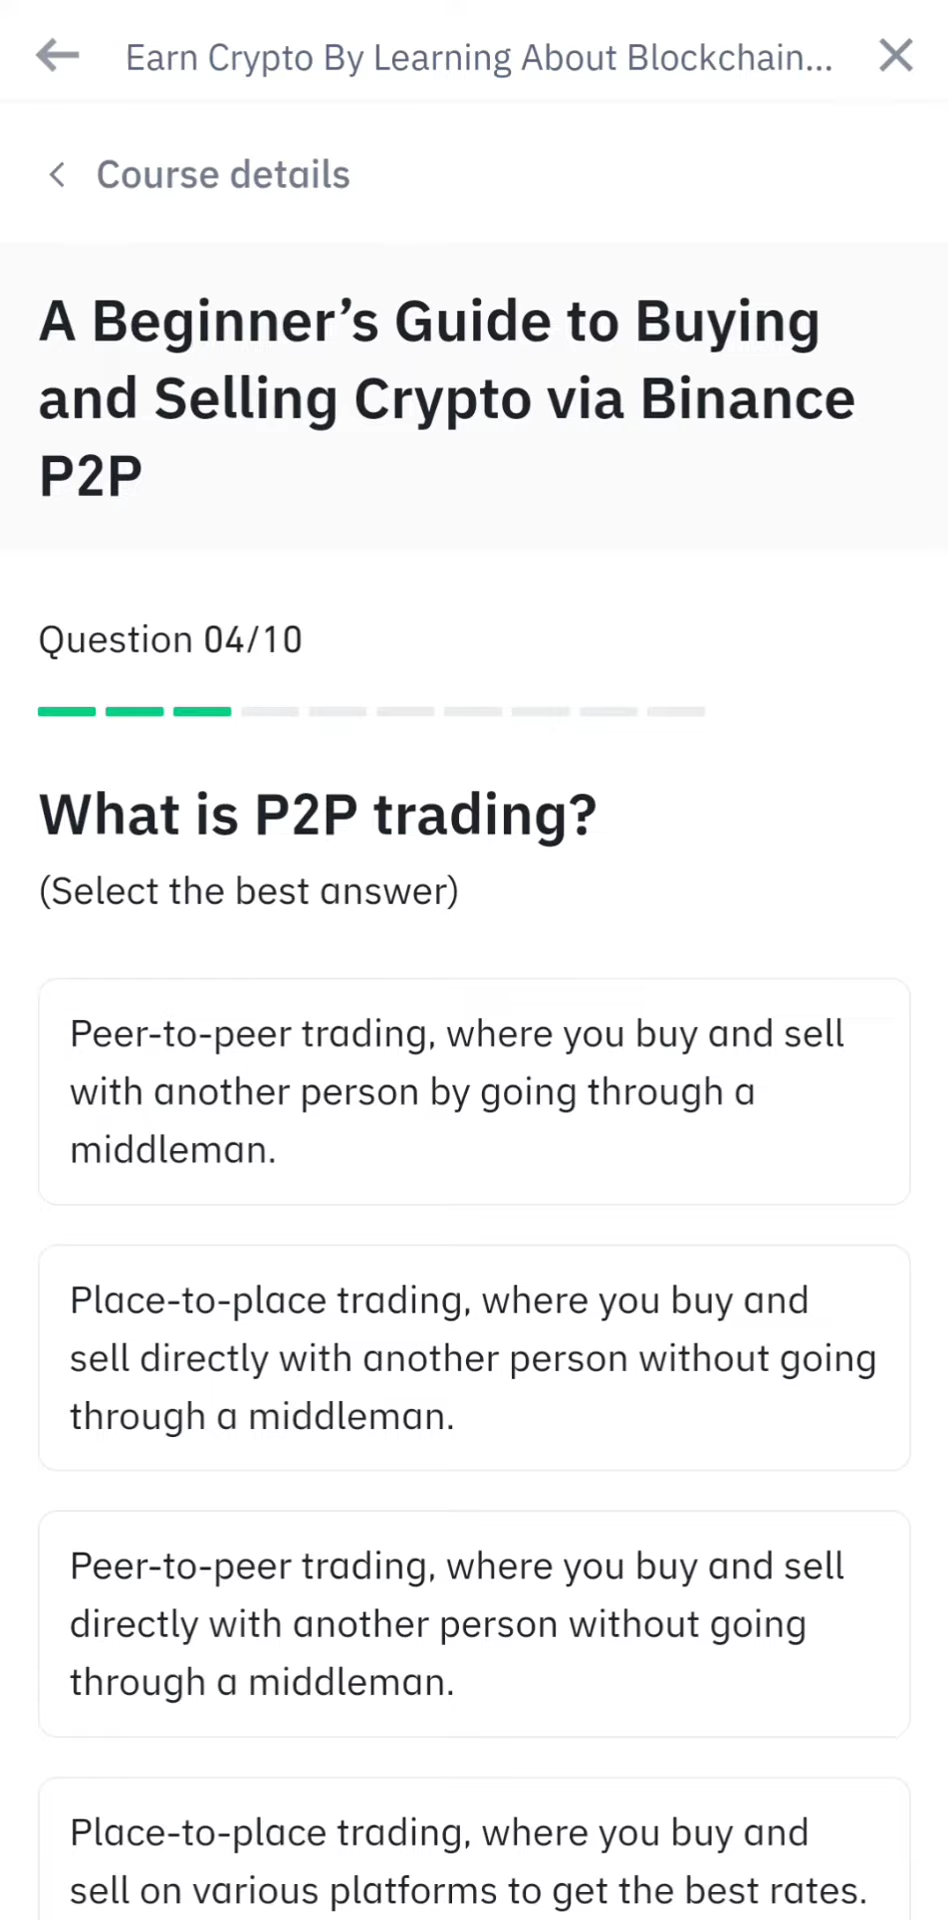 Earn Crypto By Learning About Blockchain...
Course details
A Beginner’s Guide to Buying
and Selling Crypto via Binance
P2P
Question 04/10
What is P2P trading?
(Select the best answer)
Peer-to-peer trading, where you buy and sell
with another person by going through a
middleman.
Place-to-place trading, where you buy and
sell directly with another person without going
through a middleman.
Peer-to-peer trading, where you buy and sell
directly with another person without going
through a middleman.
Place-to-place trading, where you buy and
sell on various platforms to get the best rates.